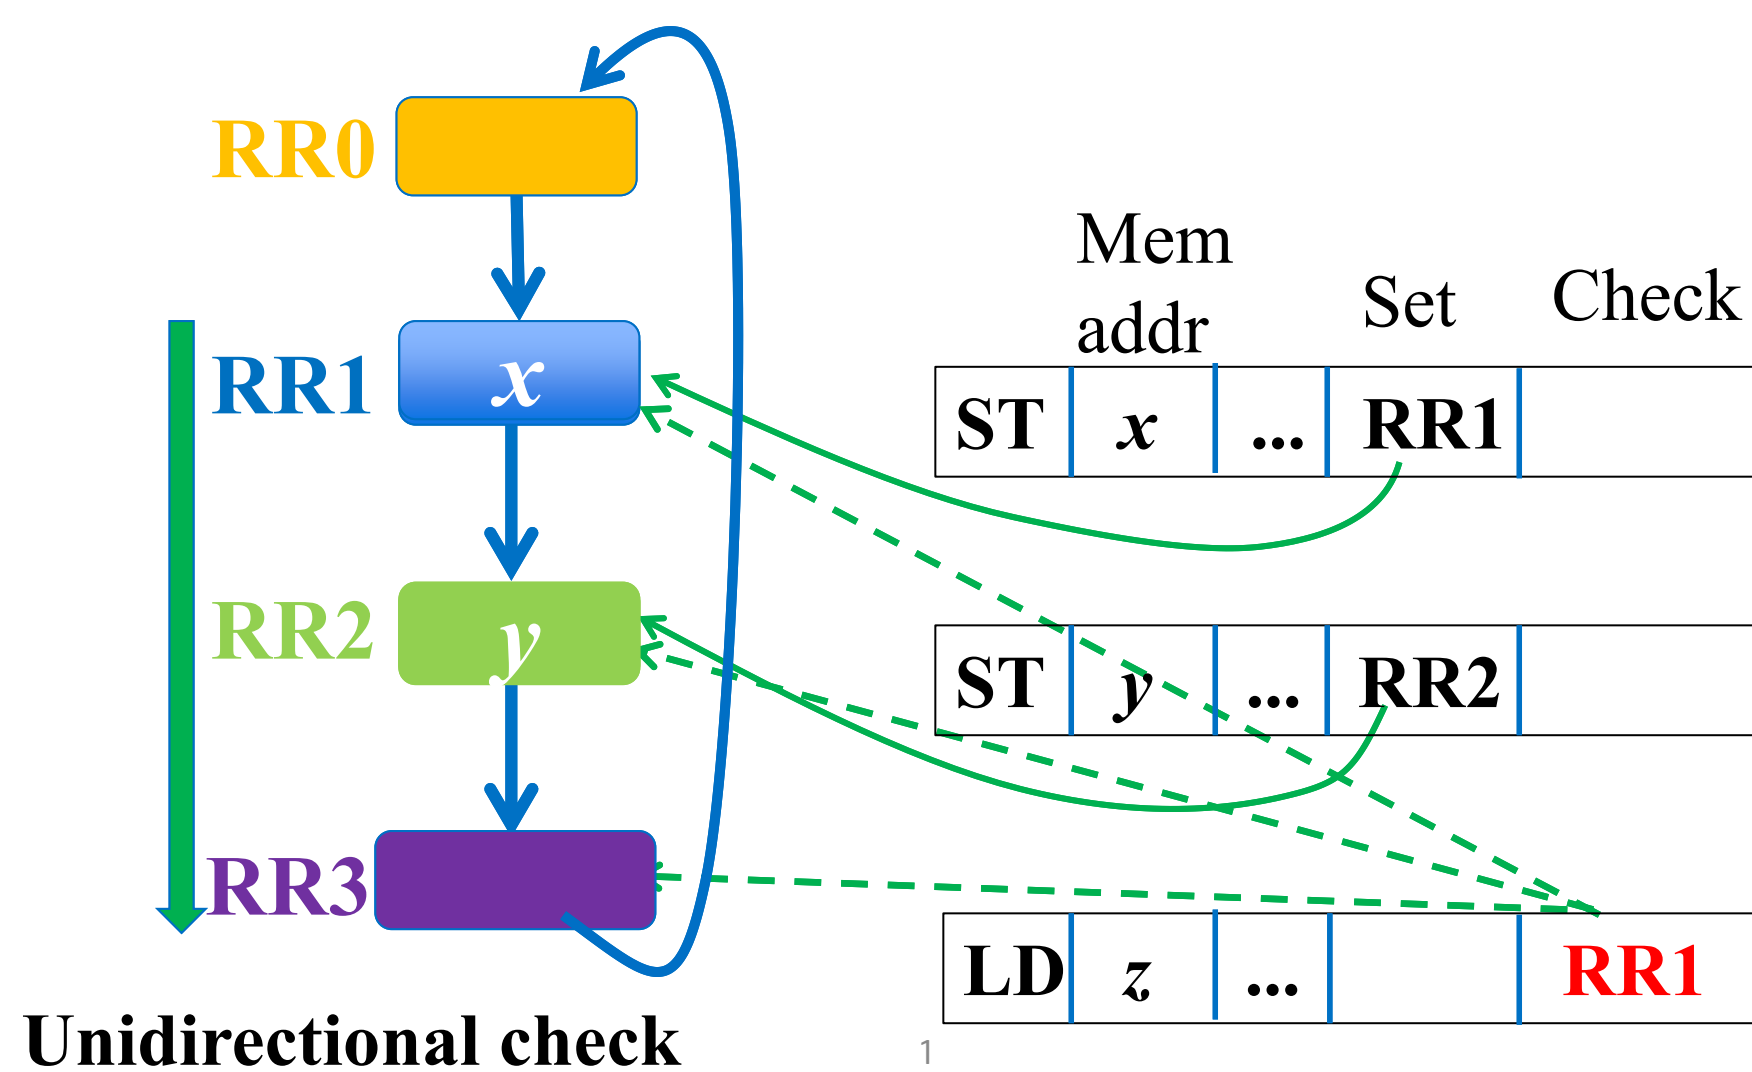 RR0
RR1
x
RR2
y
RR3
Unidirectional check
Mem
addr
Set
Check
ST x ... RR1
ST y ... RR2
LD z ... RR1
1